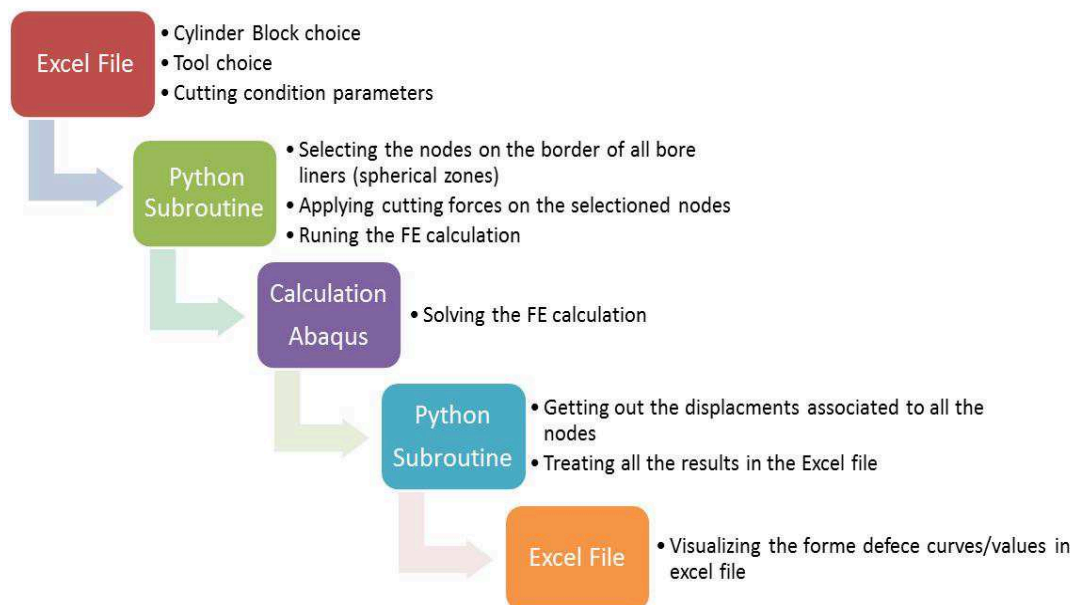 Excel File
• Cylinder Block choice
• Tool choice
• Cutting condition parameters
Python
Subroutine
• Selecting the nodes on the border of all bore
liners (spherical zones)
• Applying cutting forces on the selectioned nodes
• Runing the FE calculation
Calculation
Abaqus
• Solving the FE calculation
Python
Subroutine
• Getting out the displacments associated to all the
nodes
• Treating all the results in the Excel file
Excel File
• Visualizing the forme defece curves/values in
excel file